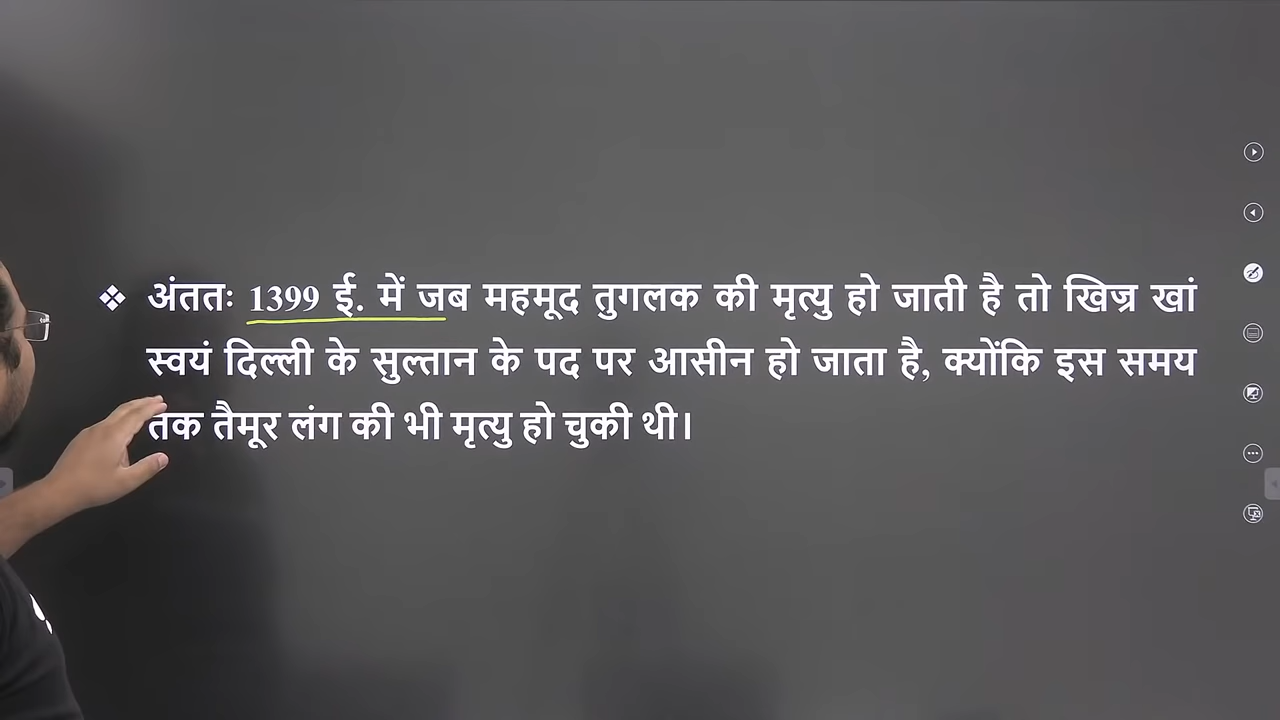 ❖ अंततः 1399 ई. में जब महमूद तुगलक की मृत्यु हो जाती है तो खिज्र खां
स्वयं दिल्ली के सुल्तान के पद पर आसीन हो जाता है, क्योंकि इस समय
तक तैमूर लंग की भी मृत्यु हो चुकी थी।